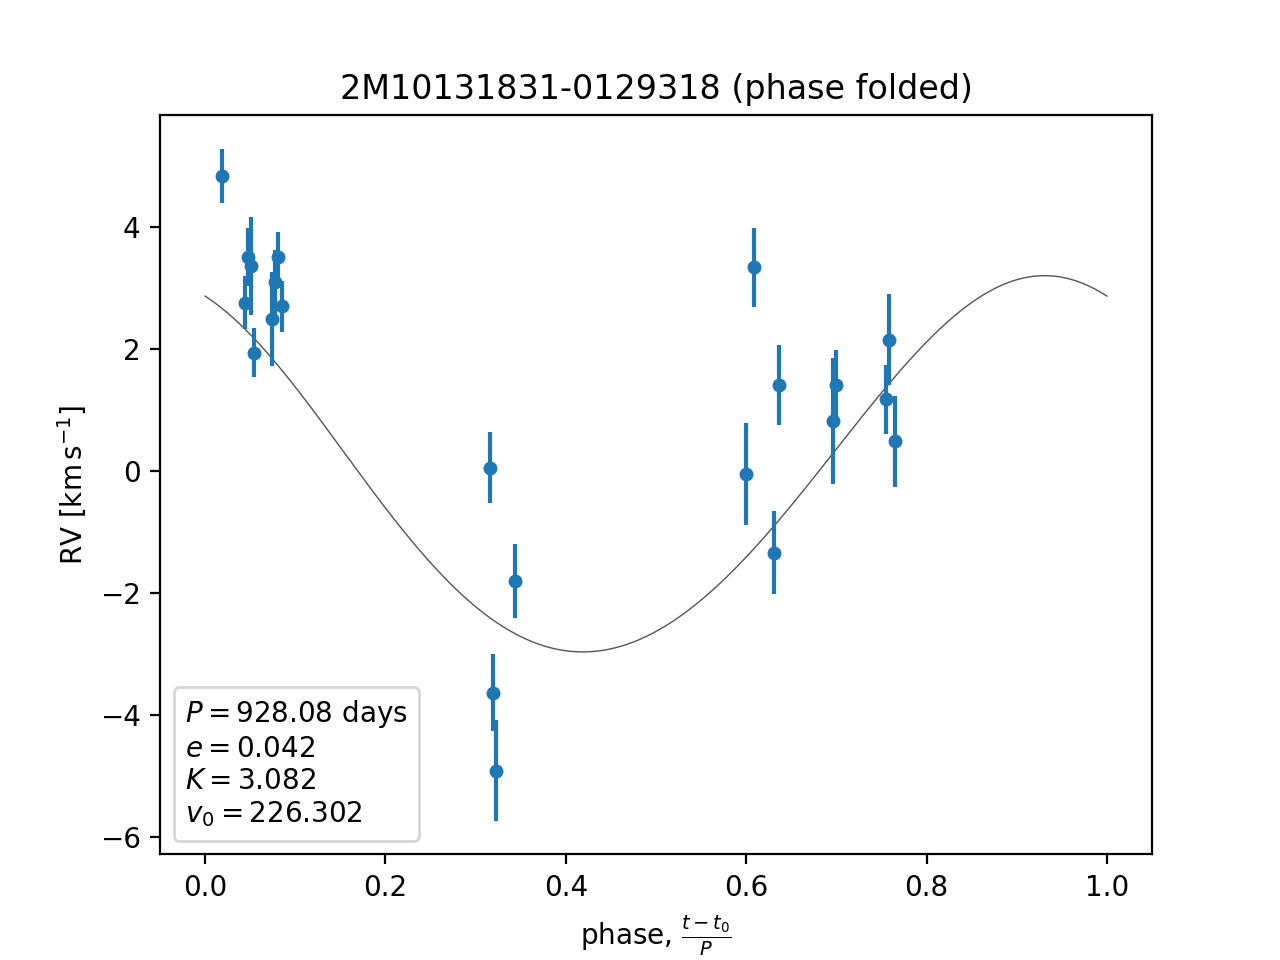 2M10131831-0129318 (phase folded)
RV [km s⁻¹]
4
2
0
−2
−4
−6
P = 928.08 days
e = 0.042
K = 3.082
v₀ = 226.302
0.0 0.2 0.4 0.6 0.8 1.0
phase, (t − t₀)/P